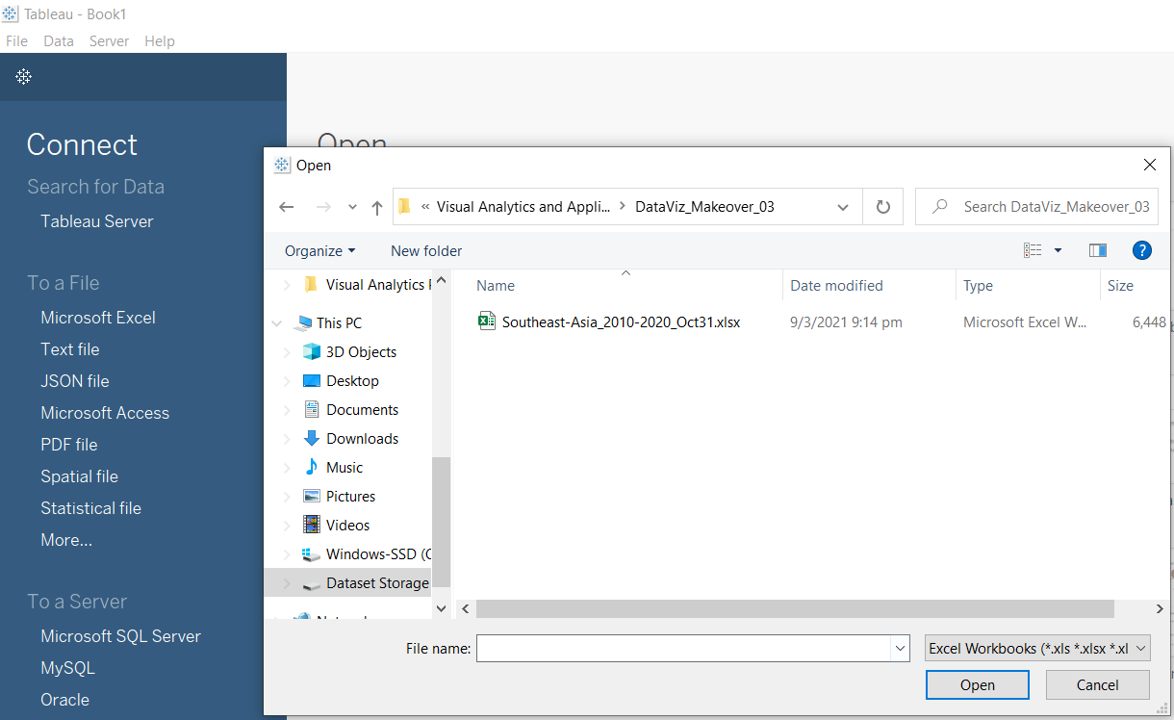 Tableau - Book1
File Data Server Help
Connect
Search for Data
Tableau Server
To a File
Microsoft Excel
Text file
JSON file
Microsoft Access
PDF file
Spatial file
Statistical file
More...
To a Server
Microsoft SQL Server
MySQL
Oracle
Open
Open
« Visual Analytics and Appli... > DataViz_Makeover_03
Search DataViz_Makeover_03
Organize New folder
?
Visual Analytics
This PC
3D Objects
Desktop
Documents
Downloads
Music
Pictures
Videos
Windows-SSD (
Dataset Storage
Name Date modified Type Size
Southeast-Asia_2010-2020_Oct31.xlsx 9/3/2021 9:14 pm Microsoft Excel W... 6,448
File name:
Excel Workbooks (*.xls *.xlsx *.xl
Open Cancel